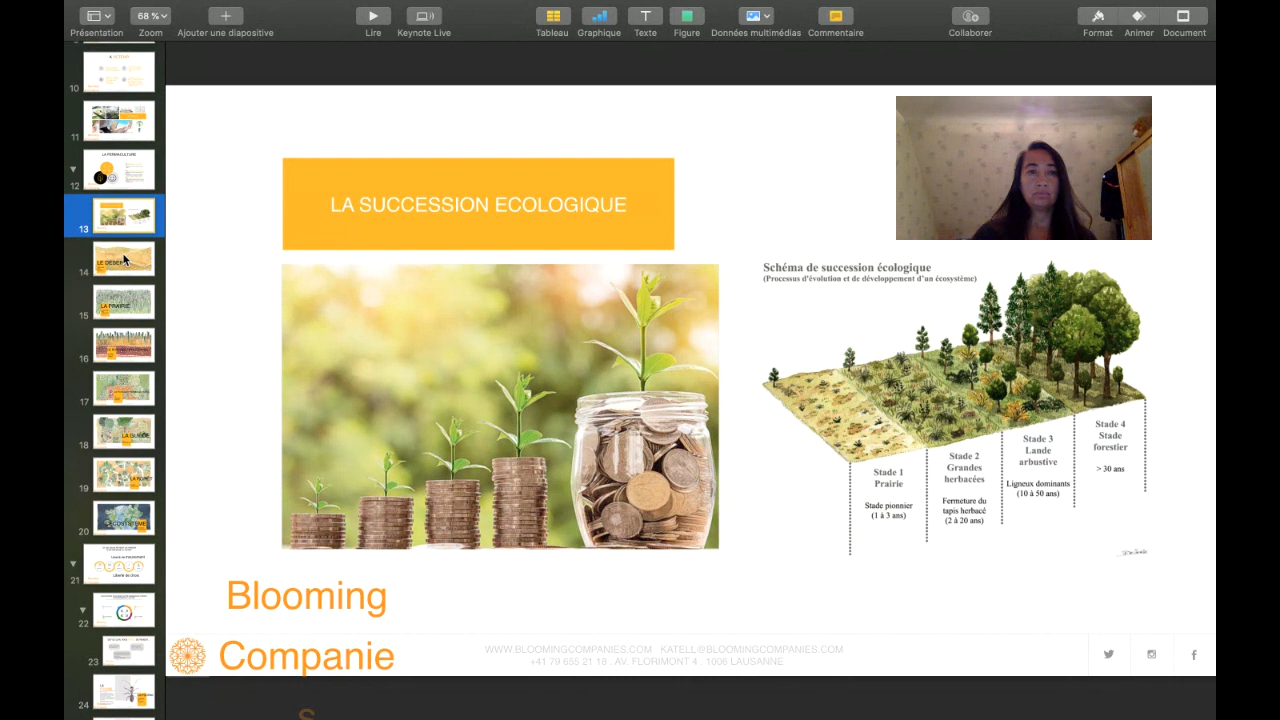 68 %
Présentation
Zoom
Ajouter une diapositive
Lire
Keynote Live
Tableau
Graphique
Texte
Figure
Données multimédias
Commentaire
Collaborer
Format
Animer
Document
10
11
LA PERMACULTURE
12
13
14
LA PRAIRIE
15
16
17
18
19
20
21
22
23
24
LA SUCCESSION ECOLOGIQUE
Schéma de succession écologique
(Processus d'évolution et de développement d'un écosystème)
Stade 1
Prairie
Stade pionnier
(1 à 3 ans)
Stade 2
Grandes
herbacées
Fermeture du
tapis herbacé
(2 à 20 ans)
Stade 3
Lande
arbustive
Ligneux dominants
(10 à 50 ans)
Stade 4
Stade
forestier
> 30 ans
Blooming
Companie
s
WWW.BLOOMINGCOMPANIES.COM KATELL@BLOOMINGCOMPANIES.COM
+41 79 655 21 18 . AV. FLORIMONT 4 . 1006 LAUSANNE